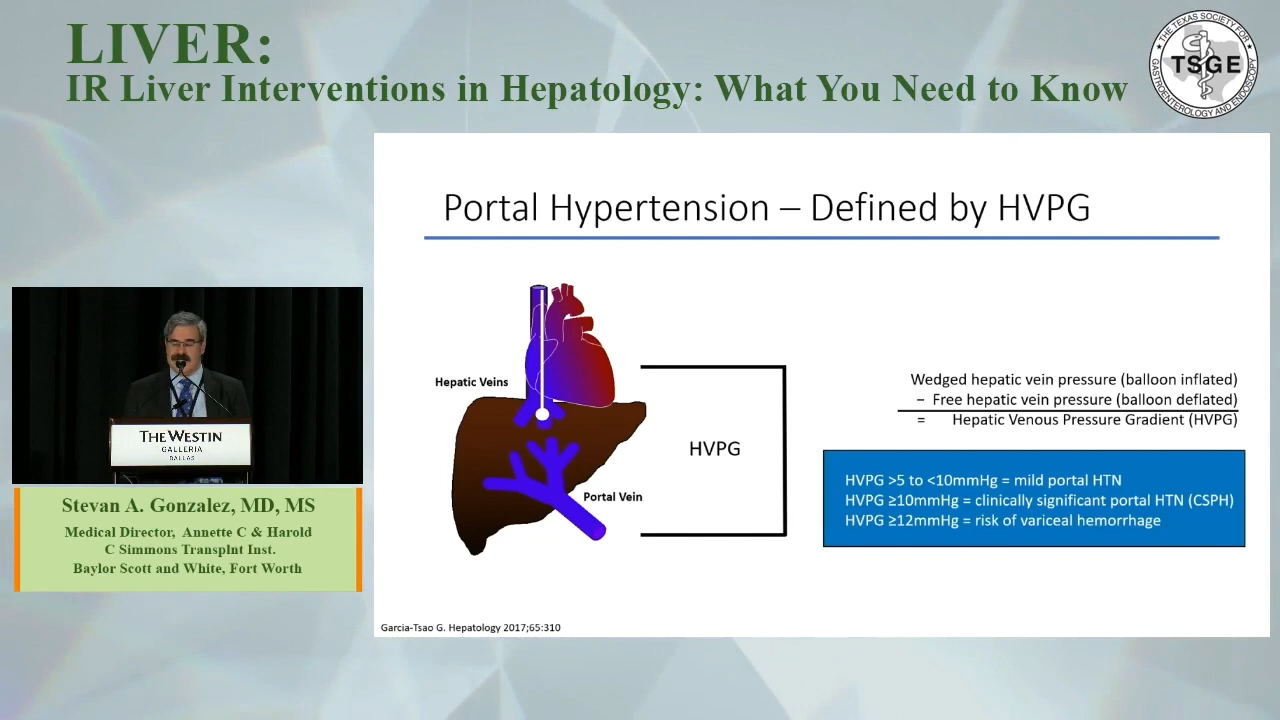 LIVER:
IR Liver Interventions in Hepatology: What You Need to Know
THE TEXAS SOCIETY FOR
TSGE
GASTROENTEROLOGY AND ENDOSCOPY
Portal Hypertension – Defined by HVPG
Hepatic Veins
HVPG
Portal Vein
Wedged hepatic vein pressure (balloon inflated)
– Free hepatic vein pressure (balloon deflated)
= Hepatic Venous Pressure Gradient (HVPG)
HVPG >5 to <10mmHg = mild portal HTN
HVPG ≥10mmHg = clinically significant portal HTN (CSPH)
HVPG ≥12mmHg = risk of variceal hemorrhage
Garcia-Tsao G. Hepatology 2017;65:310
THE WESTIN
GALLERIA
DALLAS
Stevan A. Gonzalez, MD, MS
Medical Director, Annette C & Harold
C Simmons Transplnt Inst.
Baylor Scott and White, Fort Worth